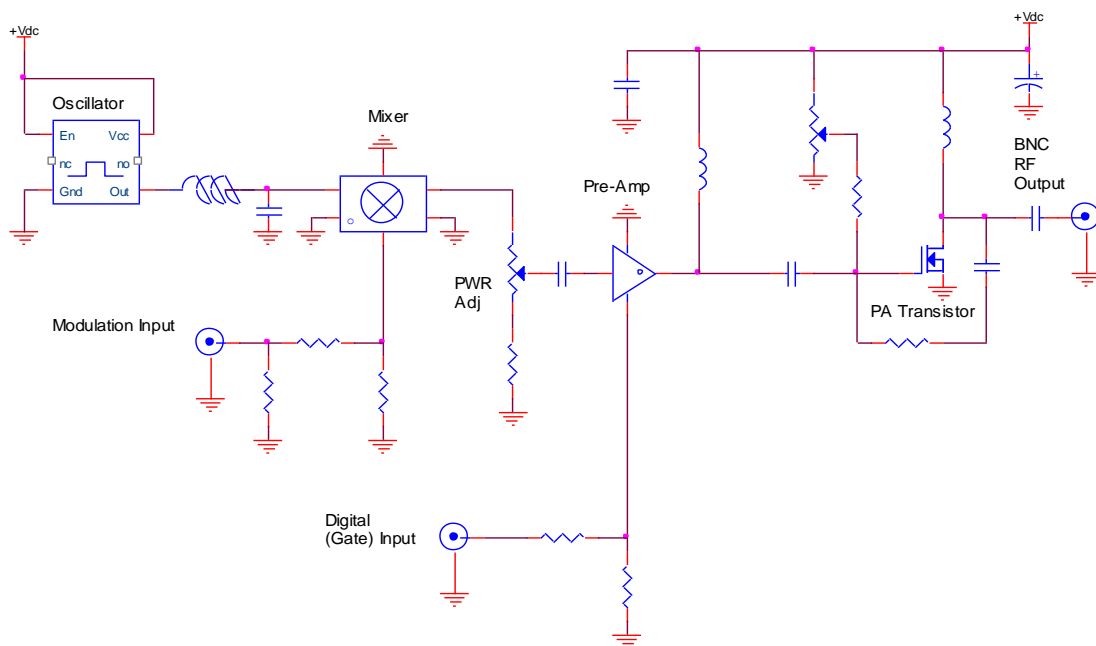 +Vdc
+Vdc
Oscillator
En
Vcc
nc
no
Gnd
Out
Mixer
BNC
RF
Output
Pre-Amp
PWR
Adj
PA Transistor
Modulation Input
Digital
(Gate) Input
+